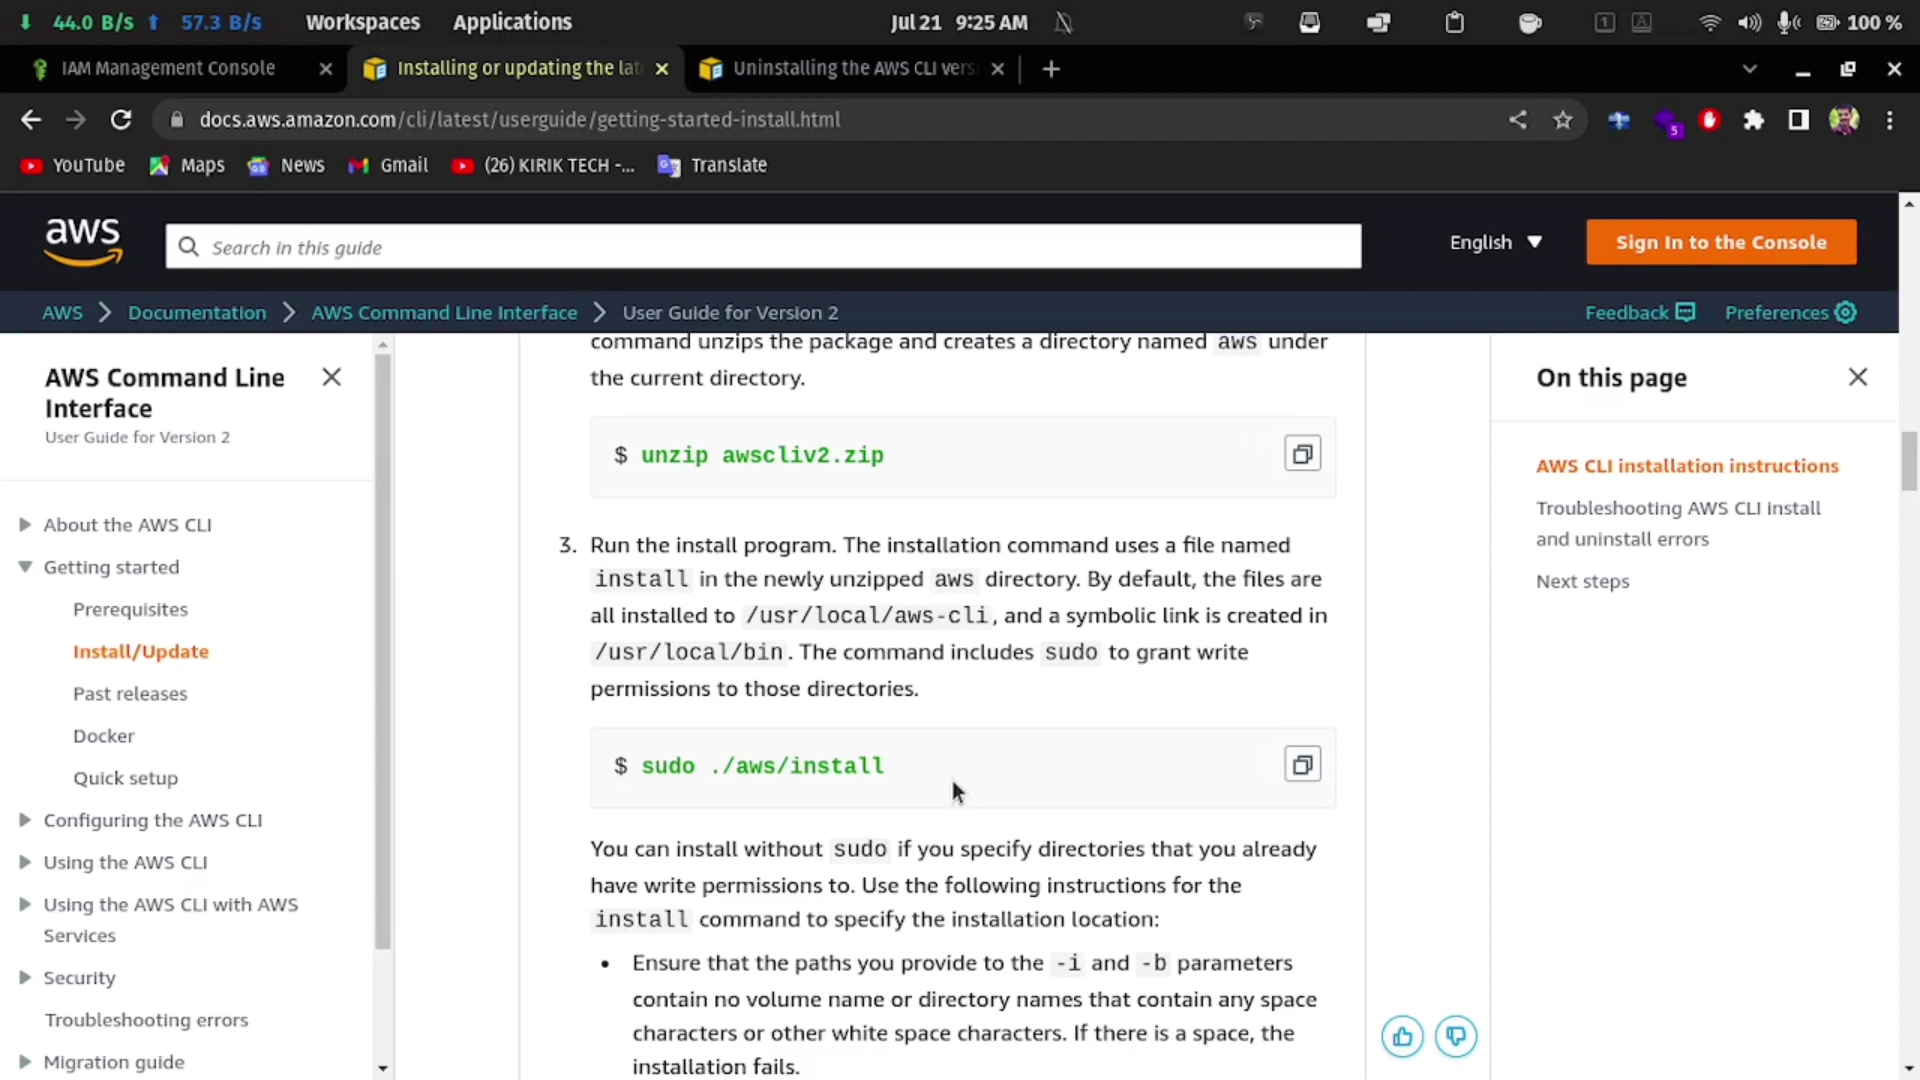 44.0 B/s 57.3 B/s Workspaces Applications Jul 21 9:25 AM 1 A 100 %
IAM Management Console Installing or updating the lat Uninstalling the AWS CLI vers
docs.aws.amazon.com/cli/latest/userguide/getting-started-install.html 5
YouTube Maps News Gmail (26) KIRIK TECH -... Translate
aws Search in this guide English Sign In to the Console
AWS Documentation AWS Command Line Interface User Guide for Version 2 Feedback Preferences
AWS Command Line
Interface
User Guide for Version 2
About the AWS CLI
Getting started
Prerequisites
Install/Update
Past releases
Docker
Quick setup
Configuring the AWS CLI
Using the AWS CLI
Using the AWS CLI with AWS
Services
Security
Troubleshooting errors
Migration guide
command unzips the package and creates a directory named aws under
the current directory.
$ unzip awscliv2.zip
3. Run the install program. The installation command uses a file named
install in the newly unzipped aws directory. By default, the files are
all installed to /usr/local/aws-cli, and a symbolic link is created in
/usr/local/bin. The command includes sudo to grant write
permissions to those directories.
$ sudo ./aws/install
You can install without sudo if you specify directories that you already
have write permissions to. Use the following instructions for the
install command to specify the installation location:
• Ensure that the paths you provide to the -i and -b parameters
contain no volume name or directory names that contain any space
characters or other white space characters. If there is a space, the
installation fails.
On this page
AWS CLI installation instructions
Troubleshooting AWS CLI install
and uninstall errors
Next steps